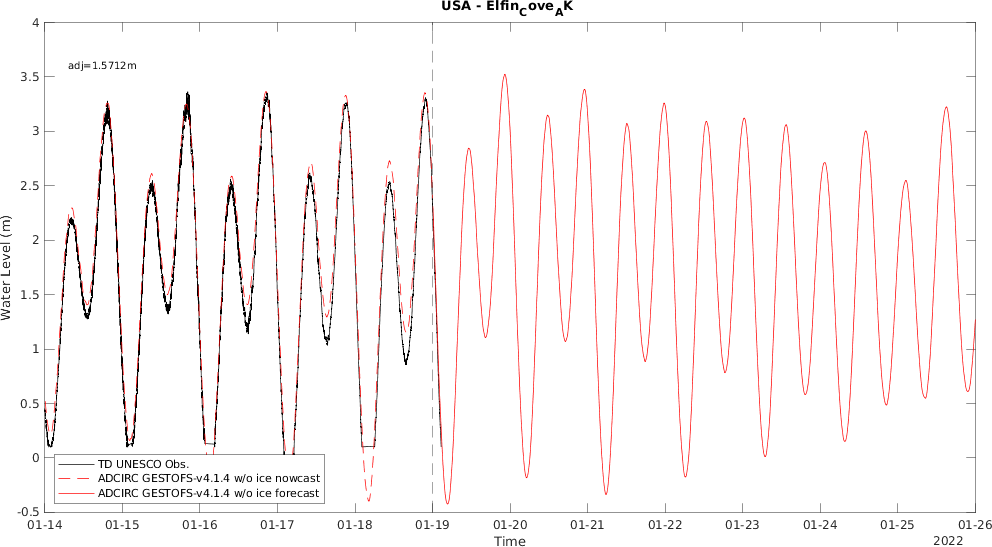 USA - Elfin_Cove_AK
4
3.5
3
2.5
2
1.5
1
0.5
0
-0.5
Water Level (m)
adj=1.5712m
TD UNESCO Obs.
ADCIRC GESTOFS-v4.1.4 w/o ice nowcast
ADCIRC GESTOFS-v4.1.4 w/o ice forecast
01-14 01-15 01-16 01-17 01-18 01-19 01-20 01-21 01-22 01-23 01-24 01-25 01-26
Time
2022